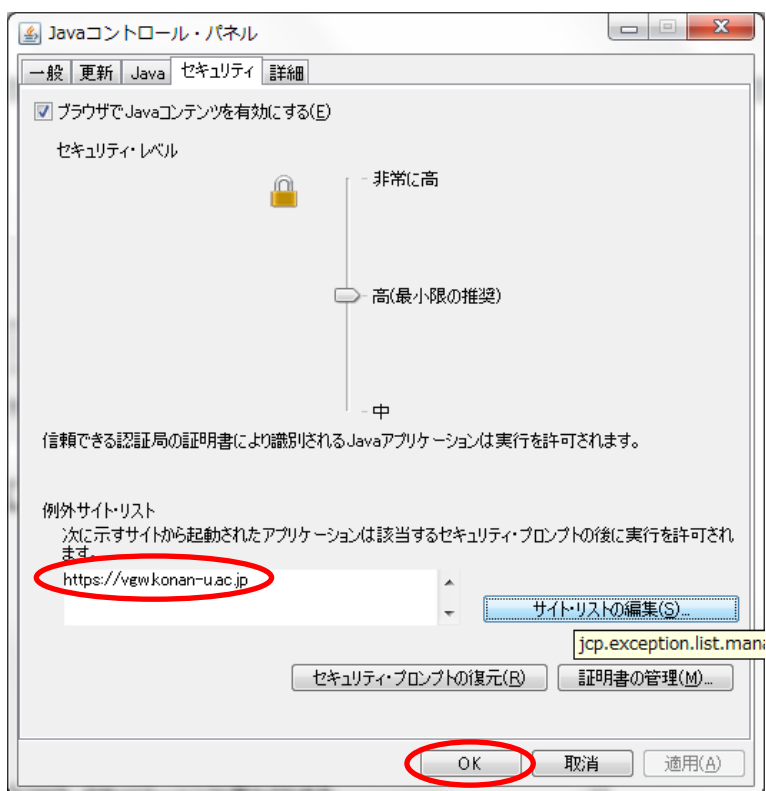 Javaコントロール・パネル
一般 更新 Java セキュリティ 詳細
ブラウザでJavaコンテンツを有効にする(E)
セキュリティ・レベル
非常に高
高(最小限の推奨)
中
信頼できる認証局の証明書により識別されるJavaアプリケーションは実行を許可されます。
例外サイト・リスト
次に示すサイトから起動されたアプリケーションは該当するセキュリティ・プロンプトの後に実行を許可され
ます。
https://vgw.konan-u.ac.jp
サイト・リストの編集(S)...
jcp.exception.list.mana
セキュリティ・プロンプトの復元(R) 証明書の管理(M)...
OK 取消 適用(A)